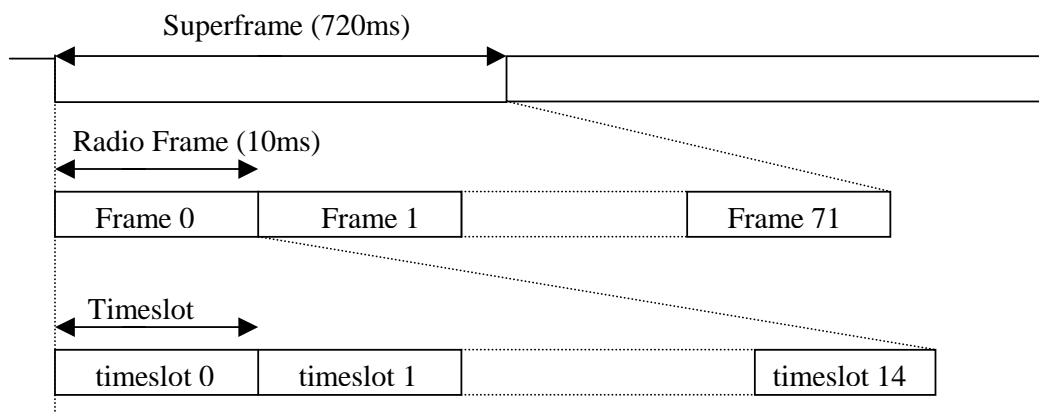 Superframe (720ms)
Radio Frame (10ms)
Frame 0 Frame 1 Frame 71
Timeslot
timeslot 0 timeslot 1 timeslot 14